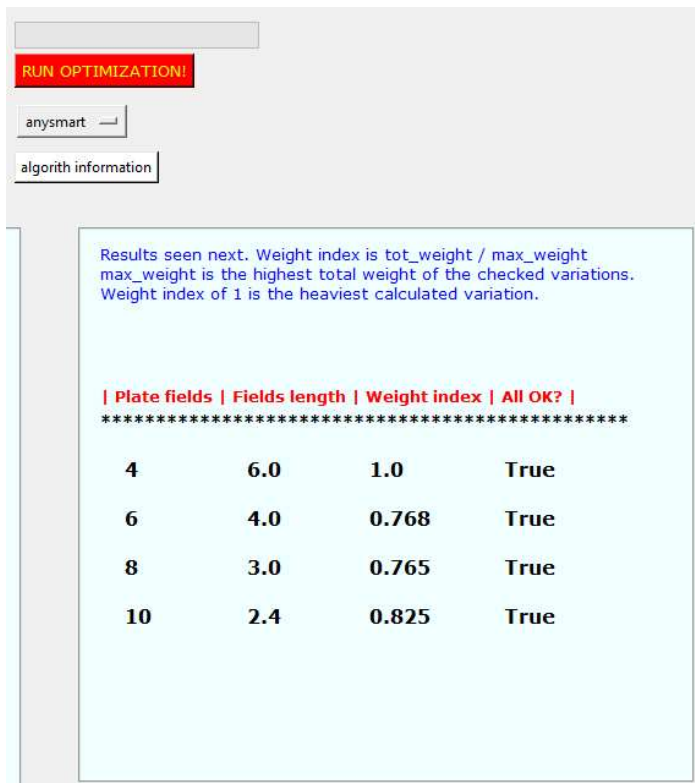 RUN OPTIMIZATION!
anysmart
algorith information
Results seen next. Weight index is tot_weight / max_weight
max_weight is the highest total weight of the checked variations.
Weight index of 1 is the heaviest calculated variation.
| Plate fields | Fields length | Weight index | All OK? |
************************************************
4 6.0 1.0 True
6 4.0 0.768 True
8 3.0 0.765 True
10 2.4 0.825 True